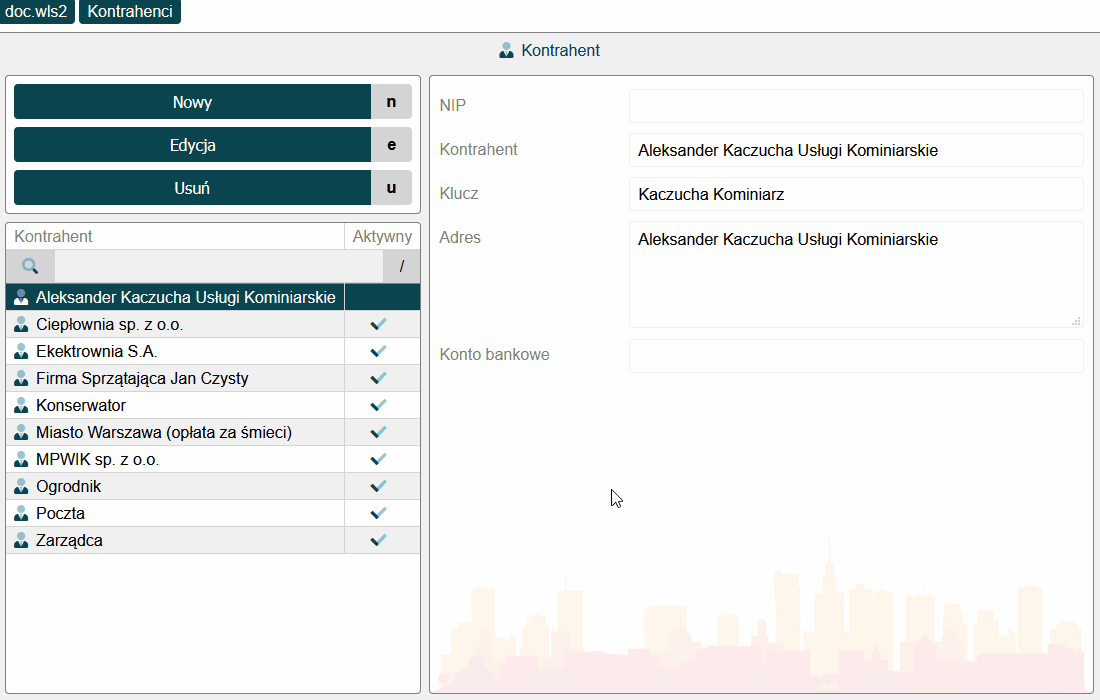 doc.wls2 Kontrahenci
Kontrahent
Nowy n
Edycja e
Usuń u
Kontrahent Aktywny
/
Aleksander Kaczucha Usługi Kominiarskie
Ciepłownia sp. z o.o.
Ekektrownia S.A.
Firma Sprzątająca Jan Czysty
Konserwator
Miasto Warszawa (opłata za śmieci)
MPWIK sp. z o.o.
Ogrodnik
Poczta
Zarządca
NIP
Kontrahent Aleksander Kaczucha Usługi Kominiarskie
Klucz Kaczucha Kominiarz
Adres Aleksander Kaczucha Usługi Kominiarskie
Konto bankowe